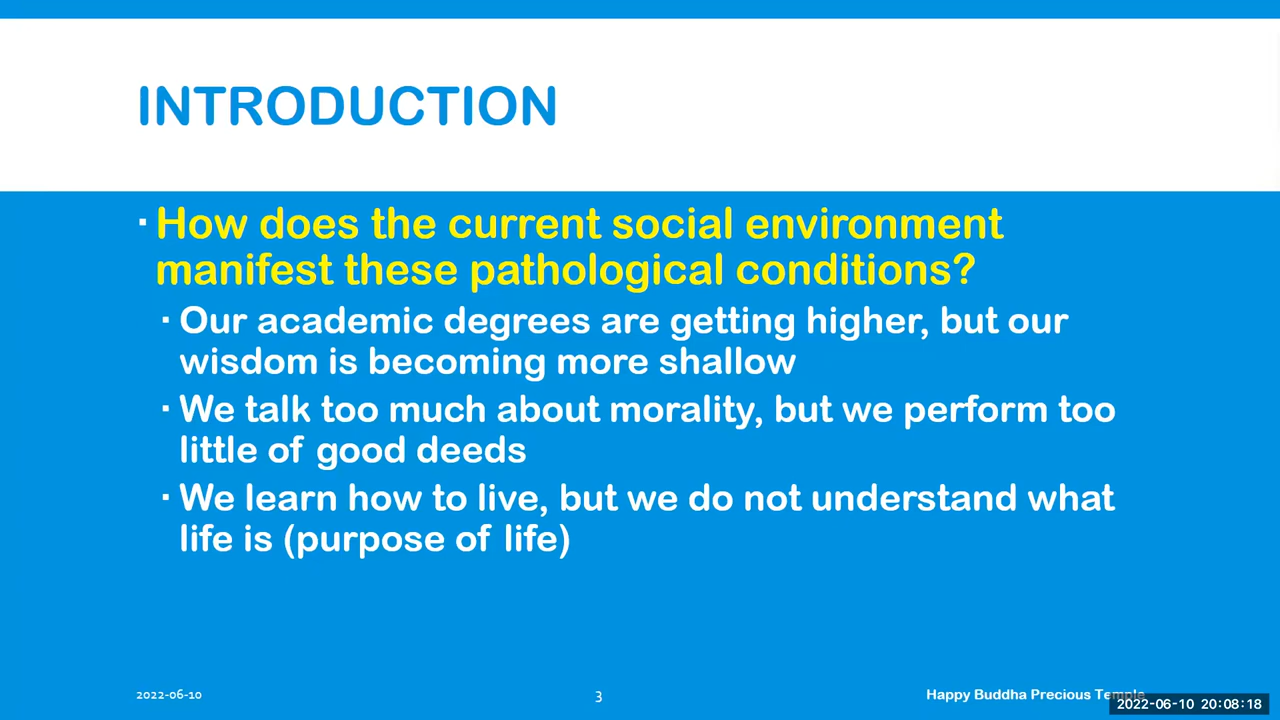 INTRODUCTION
▪ How does the current social environment
manifest these pathological conditions?
▪ Our academic degrees are getting higher, but our
wisdom is becoming more shallow
▪ We talk too much about morality, but we perform too
little of good deeds
▪ We learn how to live, but we do not understand what
life is (purpose of life)
2022-06-10
3
Happy Buddha Precious Temple
2022-06-10 20:08:18